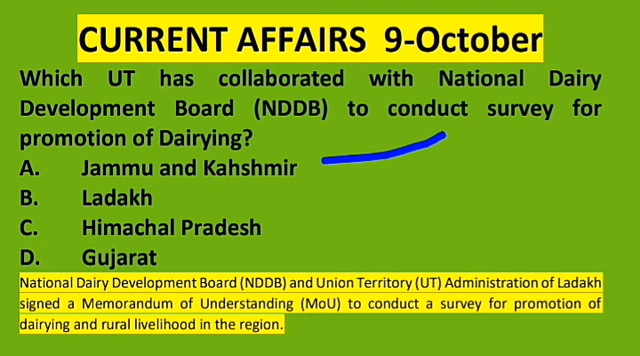 CURRENT AFFAIRS 9-October
Which UT has collaborated with National Dairy
Development Board (NDDB) to conduct survey for
promotion of Dairying?
A. Jammu and Kahshmir
B. Ladakh
C. Himachal Pradesh
D. Gujarat
National Dairy Development Board (NDDB) and Union Territory (UT) Administration of Ladakh
signed a Memorandum of Understanding (MoU) to conduct a survey for promotion of
dairying and rural livelihood in the region.